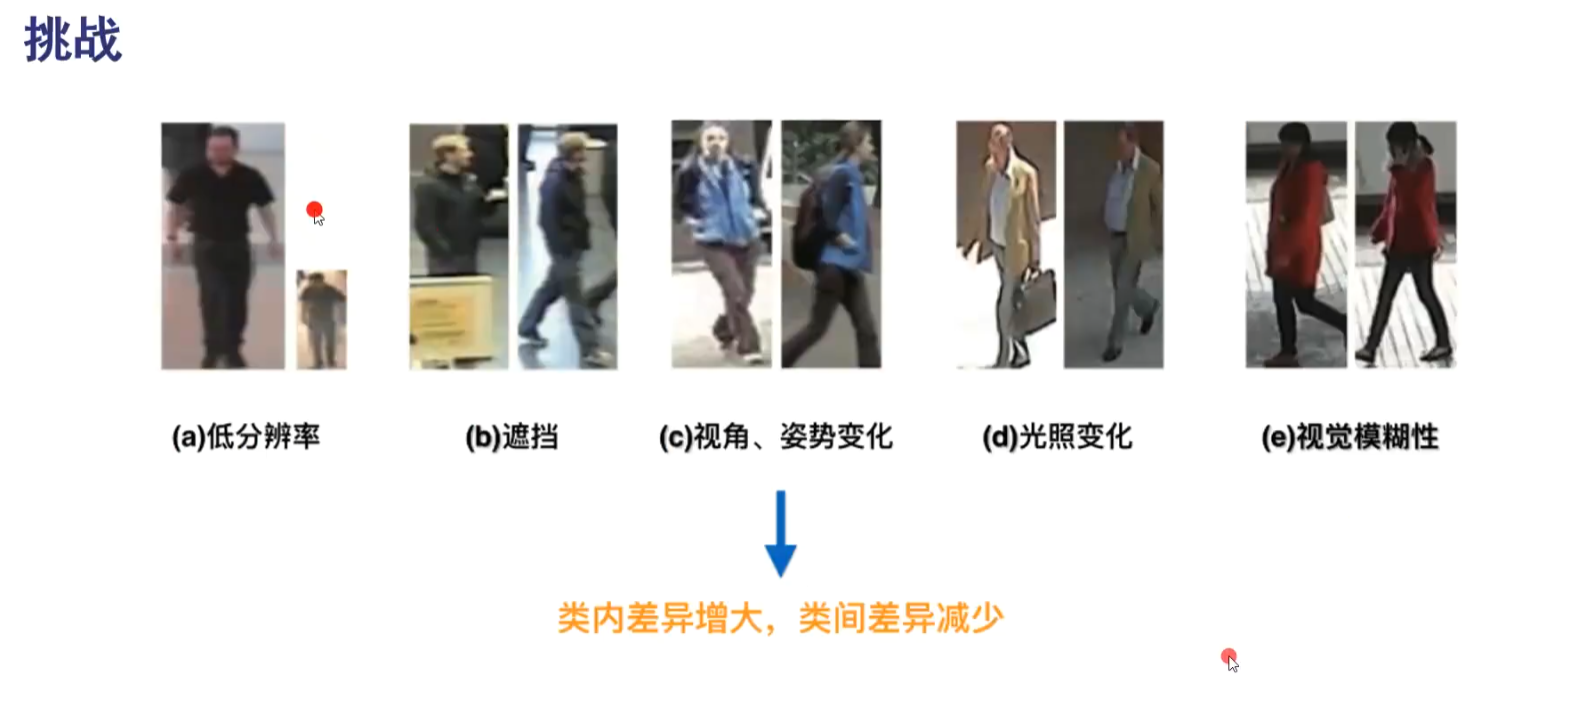 挑战
(a)低分辨率
(b)遮挡
(c)视角、姿势变化
(d)光照变化
(e)视觉模糊性
类内差异增大，类间差异减少